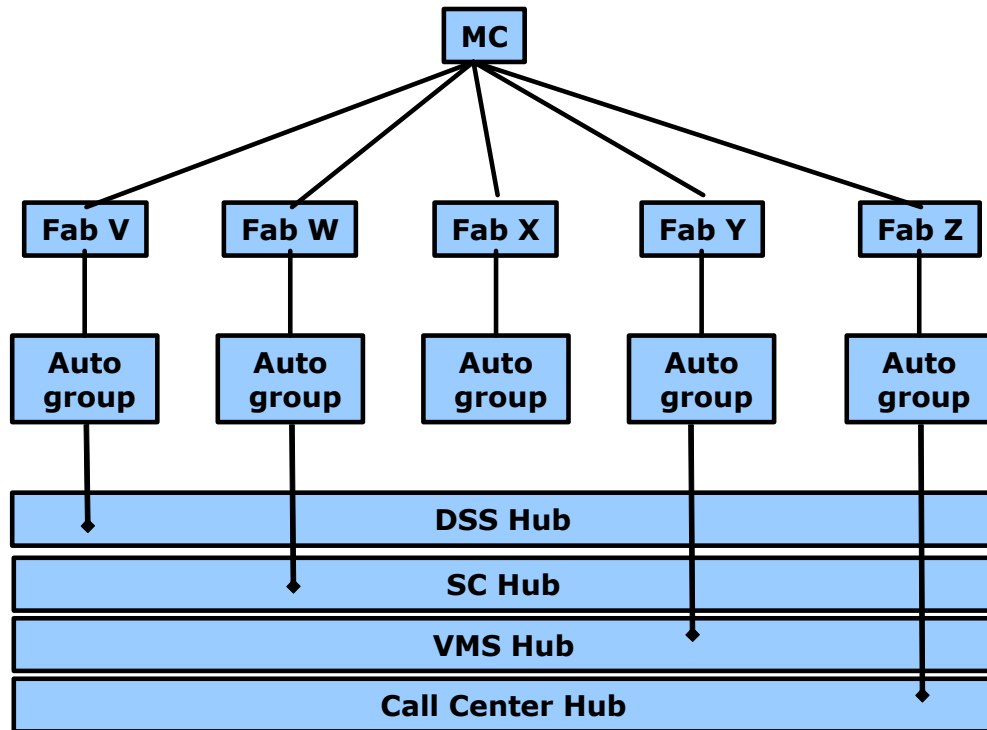 MC
Fab V
Fab W
Fab X
Fab Y
Fab Z
Auto
group
Auto
group
Auto
group
Auto
group
Auto
group
DSS Hub
SC Hub
VMS Hub
Call Center Hub